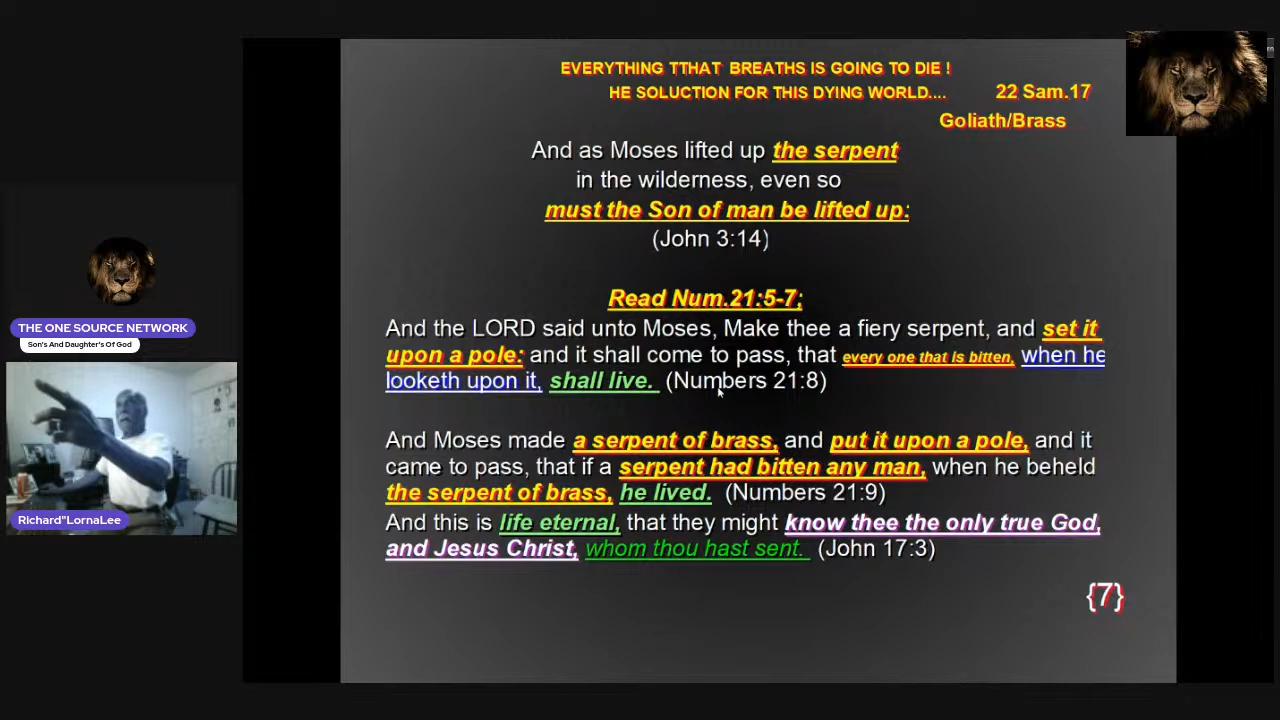 EVERYTHING TTHAT BREATHS IS GOING TO DIE !
HE SOLUCTION FOR THIS DYING WORLD....
22 Sam.17
Goliath/Brass
And as Moses lifted up the serpent
in the wilderness, even so
must the Son of man be lifted up:
(John 3:14)
Read Num.21:5-7;
And the LORD said unto Moses, Make thee a fiery serpent, and set it
upon a pole: and it shall come to pass, that every one that is bitten, when he
looketh upon it, shall live. (Numbers 21:8)
And Moses made a serpent of brass, and put it upon a pole, and it
came to pass, that if a serpent had bitten any man, when he beheld
the serpent of brass, he lived. (Numbers 21:9)
And this is life eternal, that they might know thee the only true God,
and Jesus Christ, whom thou hast sent. (John 17:3)
{7}
THE ONE SOURCE NETWORK
Son's And Daughter's Of God
Richard"LornaLee